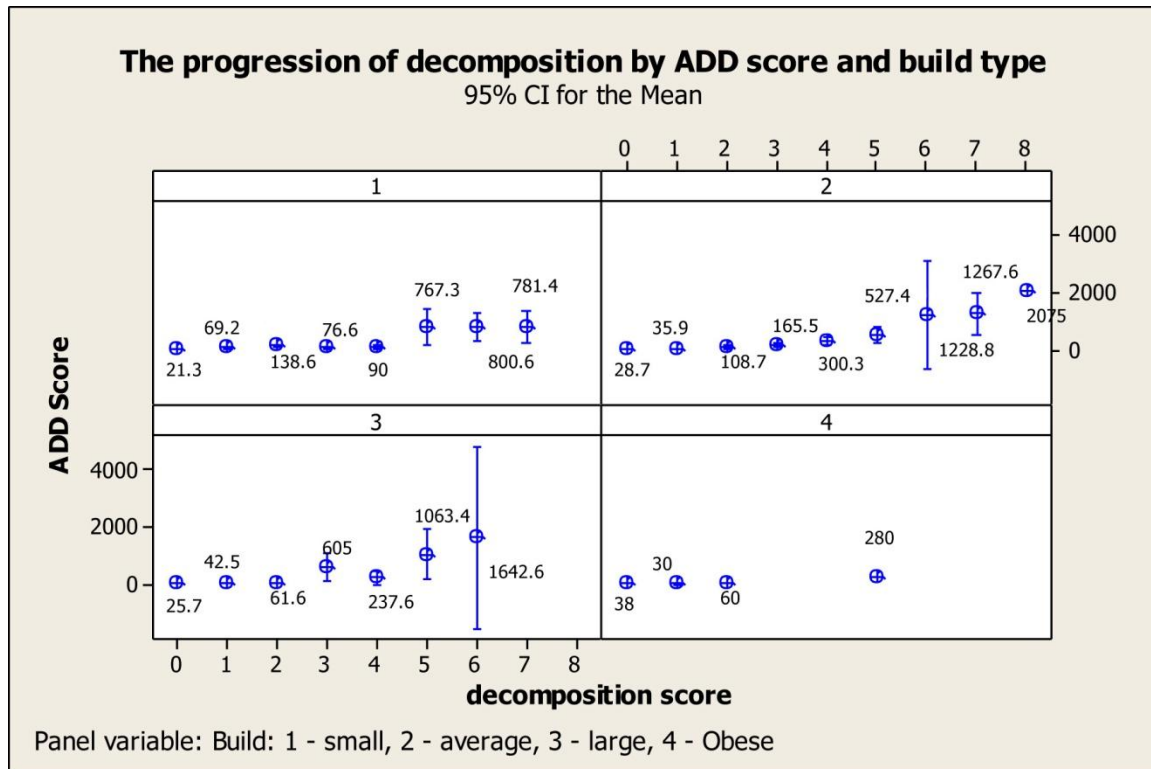 The progression of decomposition by ADD score and build type
95% CI for the Mean
0 1 2 3 4 5 6 7 8
1 2
4000
2000
0
21.3 69.2 138.6 76.6 90 767.3 800.6 781.4
28.7 35.9 108.7 165.5 300.3 527.4 1228.8 1267.6 2075
ADD Score
3 4
4000
2000
0
25.7 42.5 61.6 605 237.6 1063.4 1642.6
38 30 60 280
0 1 2 3 4 5 6 7 8
decomposition score
Panel variable: Build: 1 - small, 2 - average, 3 - large, 4 - Obese